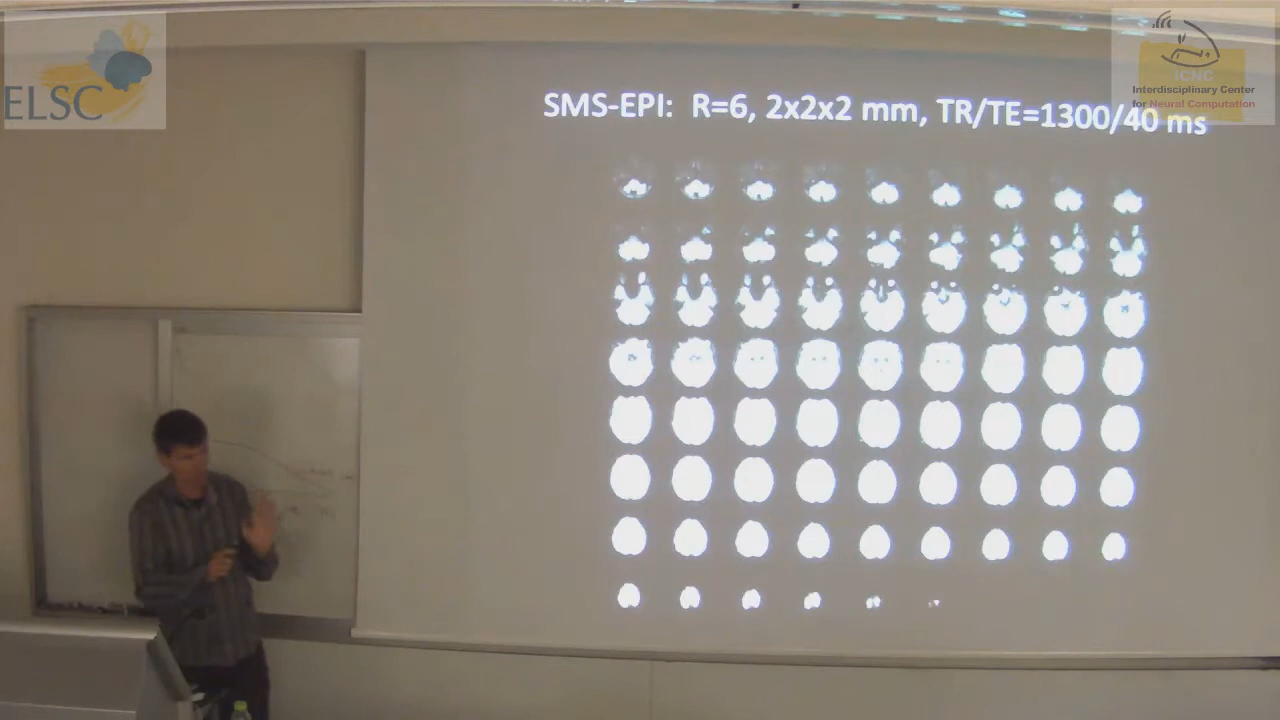 ELSC
iCNC
Interdisciplinary Center
for Neural Computation
SMS-EPI: R=6, 2x2x2 mm, TR/TE=1300/40 ms